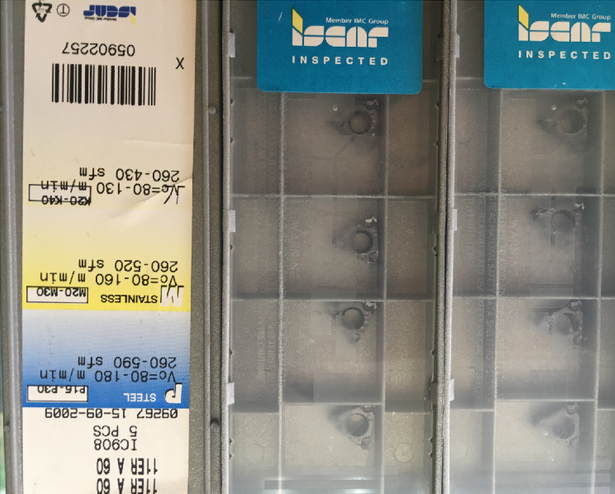 11ER A 60
11ER A 60
IC908
5 PCS
09267 15-09-2009
P STEEL P15-P30
Vc=80-180 m/min
260-590 sfm
M STAINLESS M20-M30
Vc=80-160 m/min
260-520 sfm
K20-K40
Vc=80-130 m/min
260-430 sfm
X
05902257
ISCAR
Member IMC Group
ISCAR
INSPECTED
Member IMC Group
ISCAR
INSPECTED